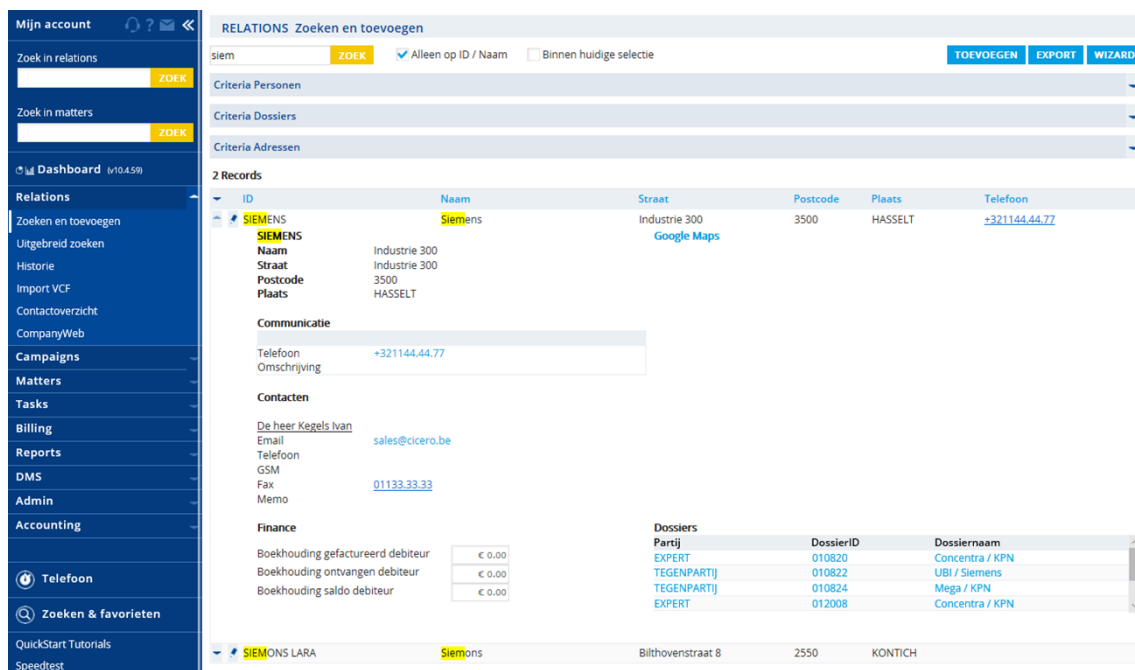 Mijn account
Zoek in relations
ZOEK
Zoek in matters
ZOEK
Dashboard (v10.4.59)
Relations
Zoeken en toevoegen
Uitgebreid zoeken
Historie
Import VCF
Contactoverzicht
CompanyWeb
Campaigns
Matters
Tasks
Billing
Reports
DMS
Admin
Accounting
Telefoon
Zoeken & favorieten
QuickStart Tutorials
Speedtest
RELATIONS Zoeken en toevoegen
siem ZOEK Alleen op ID / Naam Binnen huidige selectie TOEVOEGEN EXPORT WIZARD
Criteria Personen
Criteria Dossiers
Criteria Adressen
2 Records
ID Naam Straat Postcode Plaats Telefoon
SIEMENS Siemens Industrie 300 3500 HASSELT +321144.44.77
SIEMENS Google Maps
Naam Industrie 300
Straat Industrie 300
Postcode 3500
Plaats HASSELT
Communicatie
Telefoon +321144.44.77
Omschrijving
Contacten
De heer Kegels Ivan
Email sales@cicero.be
Telefoon
GSM
Fax 01133.33.33
Memo
Finance
Boekhouding gefactureerd debiteur € 0.00
Boekhouding ontvangen debiteur € 0.00
Boekhouding saldo debiteur € 0.00
Dossiers
Partij DossierID Dossiernaam
EXPERT 010820 Concentra / KPN
TEGENPARTIJ 010822 UBI / Siemens
TEGENPARTIJ 010824 Mega / KPN
EXPERT 012008 Concentra / KPN
SIEMONS LARA Siemons Bilthovenstraat 8 2550 KONTICH